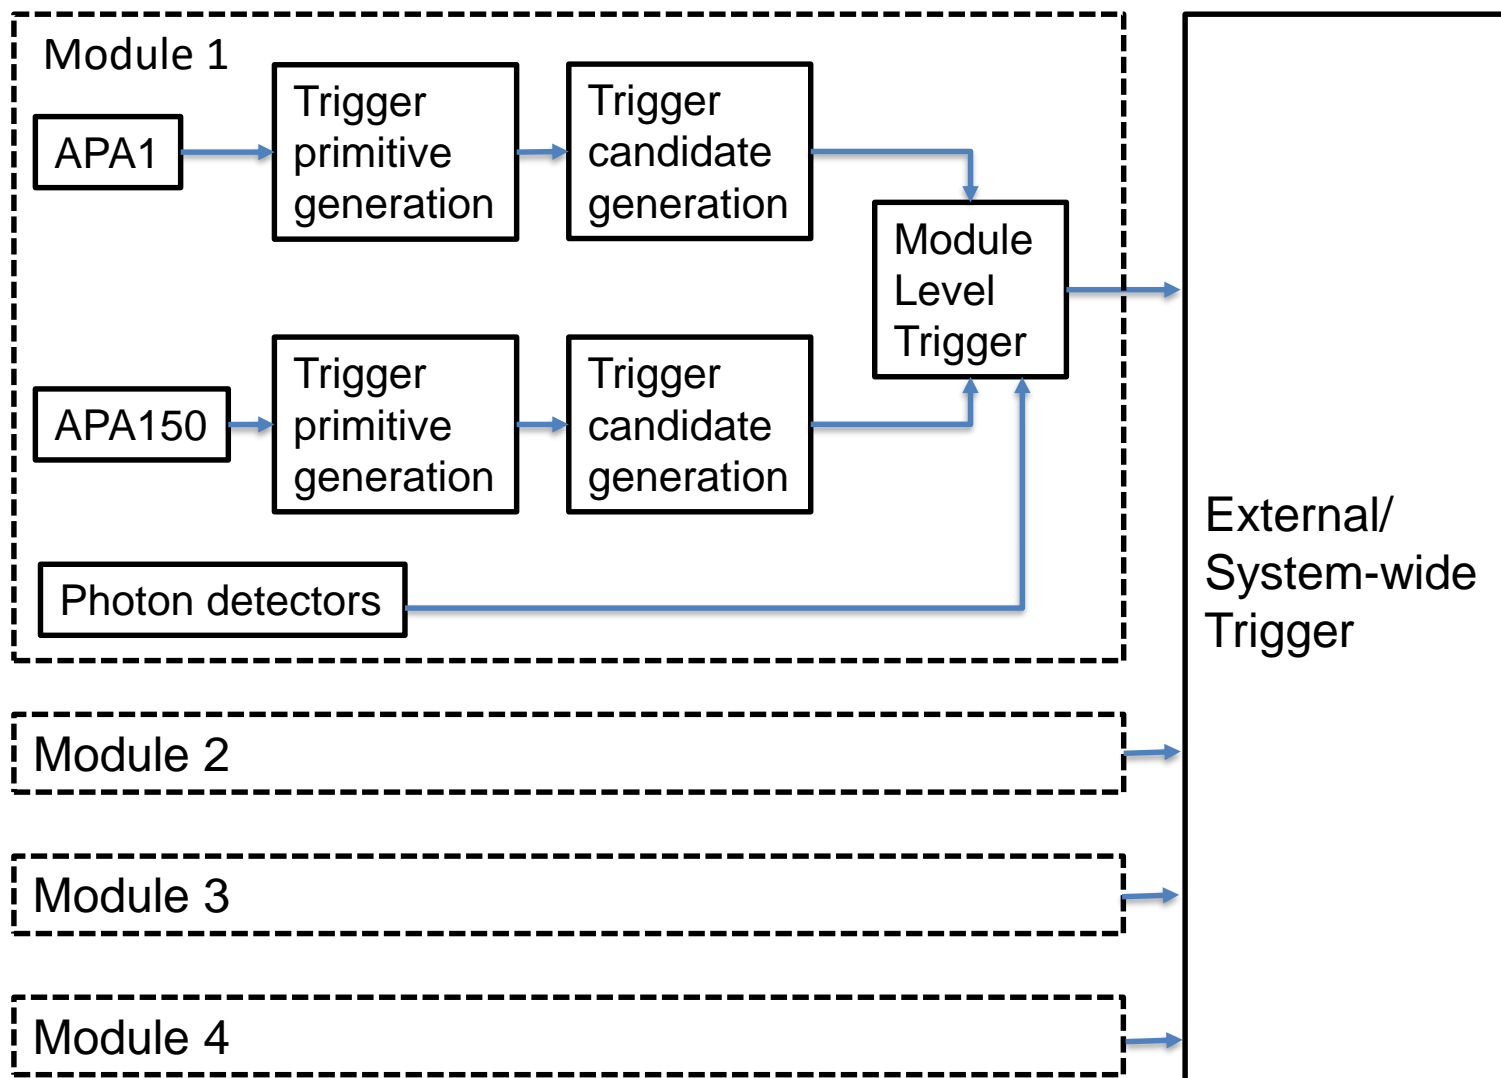 Module 1
APA1
Trigger
primitive
generation
Trigger
candidate
generation
Module
Level
Trigger
APA150
Trigger
primitive
generation
Trigger
candidate
generation
Photon detectors
External/
System-wide
Trigger
Module 2
Module 3
Module 4